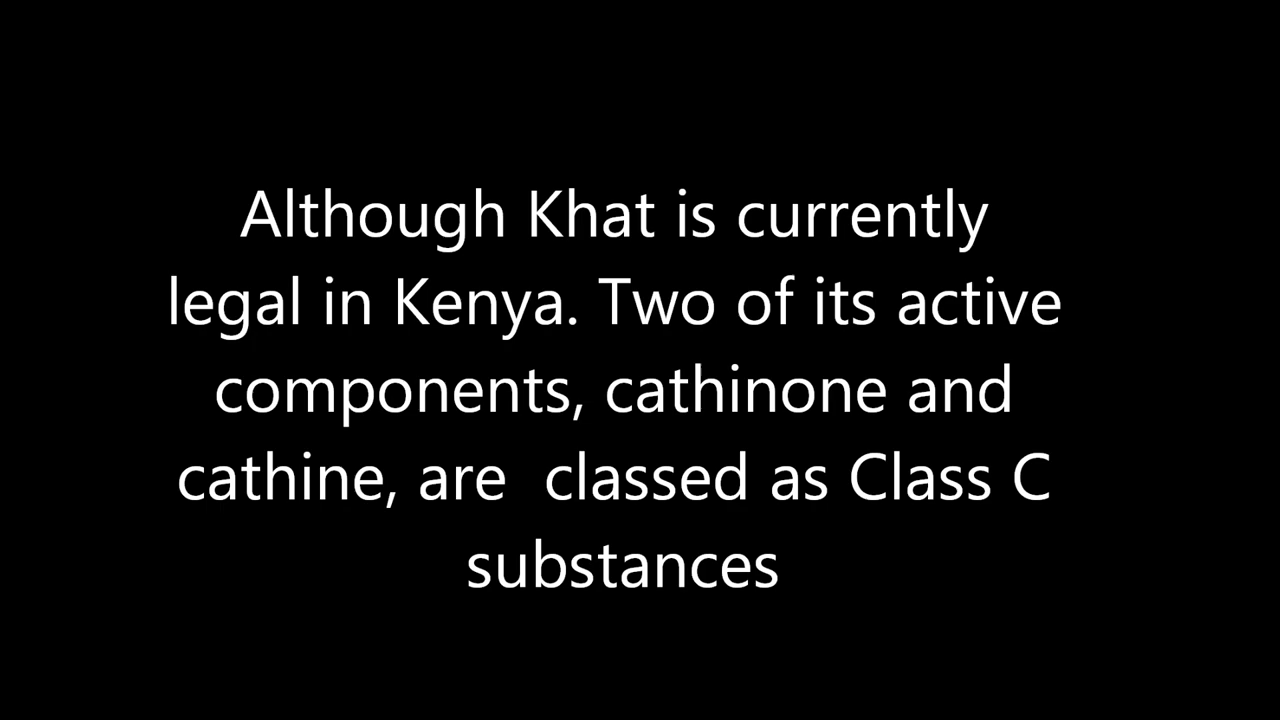 Although Khat is currently
legal in Kenya. Two of its active
components, cathinone and
cathine, are  classed as Class C
substances